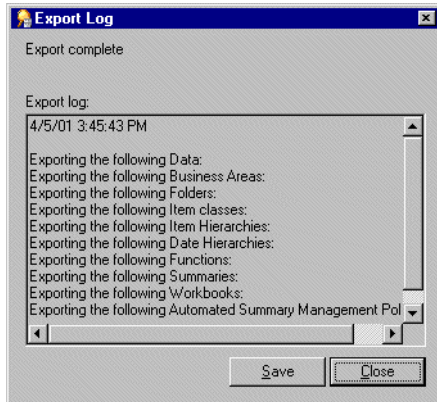 Export Log
Export complete
Export log:
4/5/01 3:45:43 PM
Exporting the following Data:
Exporting the following Business Areas:
Exporting the following Folders:
Exporting the following Item classes:
Exporting the following Item Hierarchies:
Exporting the following Date Hierarchies:
Exporting the following Functions:
Exporting the following Summaries:
Exporting the following Workbooks:
Exporting the following Automated Summary Management Pol
Save Close